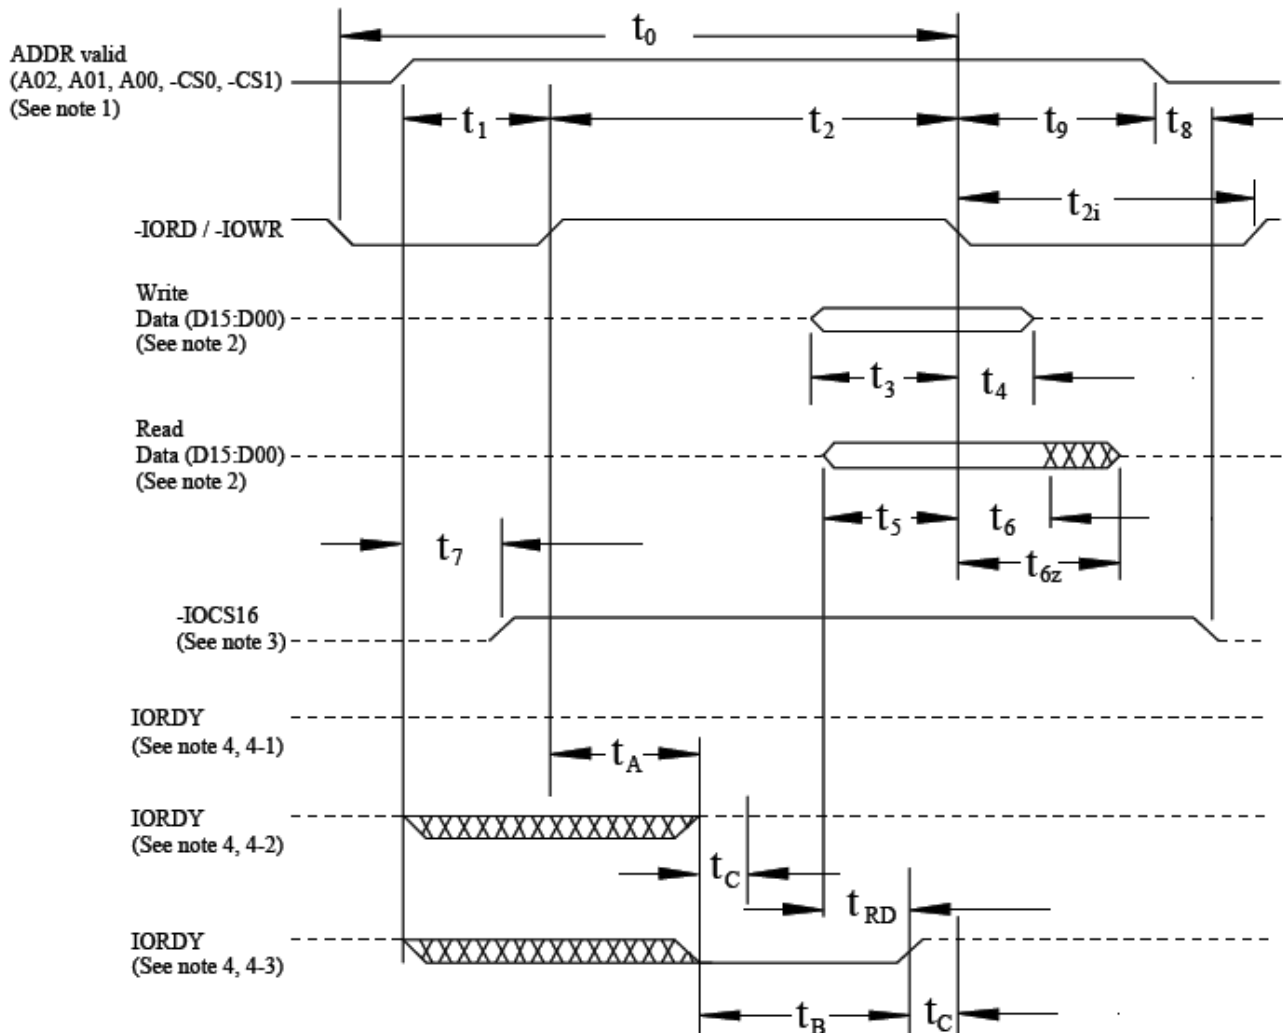 t0
ADDR valid
(A02, A01, A00, -CS0, -CS1)
(See note 1)
t1
t2
t9
t8
t2i
-IORD / -IOWR
Write
Data (D15:D00)
(See note 2)
t3
t4
Read
Data (D15:D00)
(See note 2)
t5
t6
t7
t6z
-IOCS16
(See note 3)
IORDY
(See note 4, 4-1)
tA
IORDY
(See note 4, 4-2)
tC
tRD
IORDY
(See note 4, 4-3)
tB
tC